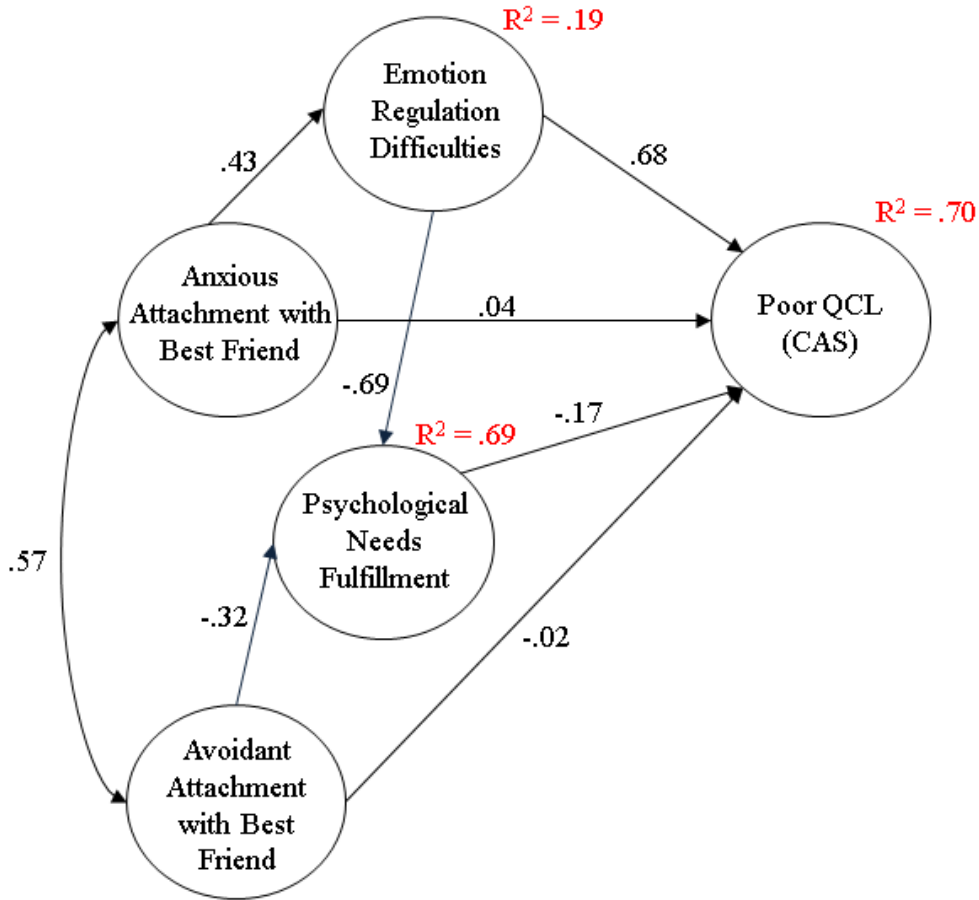 R² = .19
Emotion
Regulation
Difficulties
.43
.68
R² = .70
Anxious
Attachment with
Best Friend
.04
Poor QCL
(CAS)
-.69
R² = .69
-.17
Psychological
Needs
Fulfillment
.57
-.32
-.02
Avoidant
Attachment
with Best
Friend